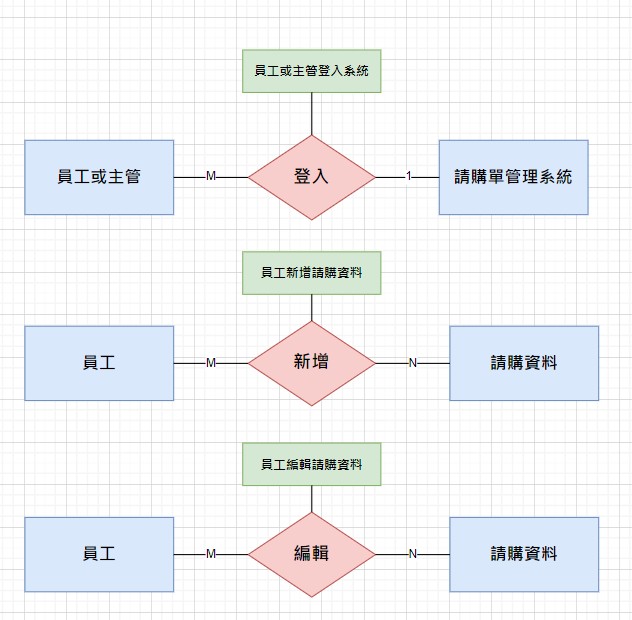 員工或主管登入系統
員工或主管
M
登入
1
請購單管理系統
員工新增請購資料
員工
M
新增
N
請購資料
員工編輯請購資料
員工
M
編輯
N
請購資料